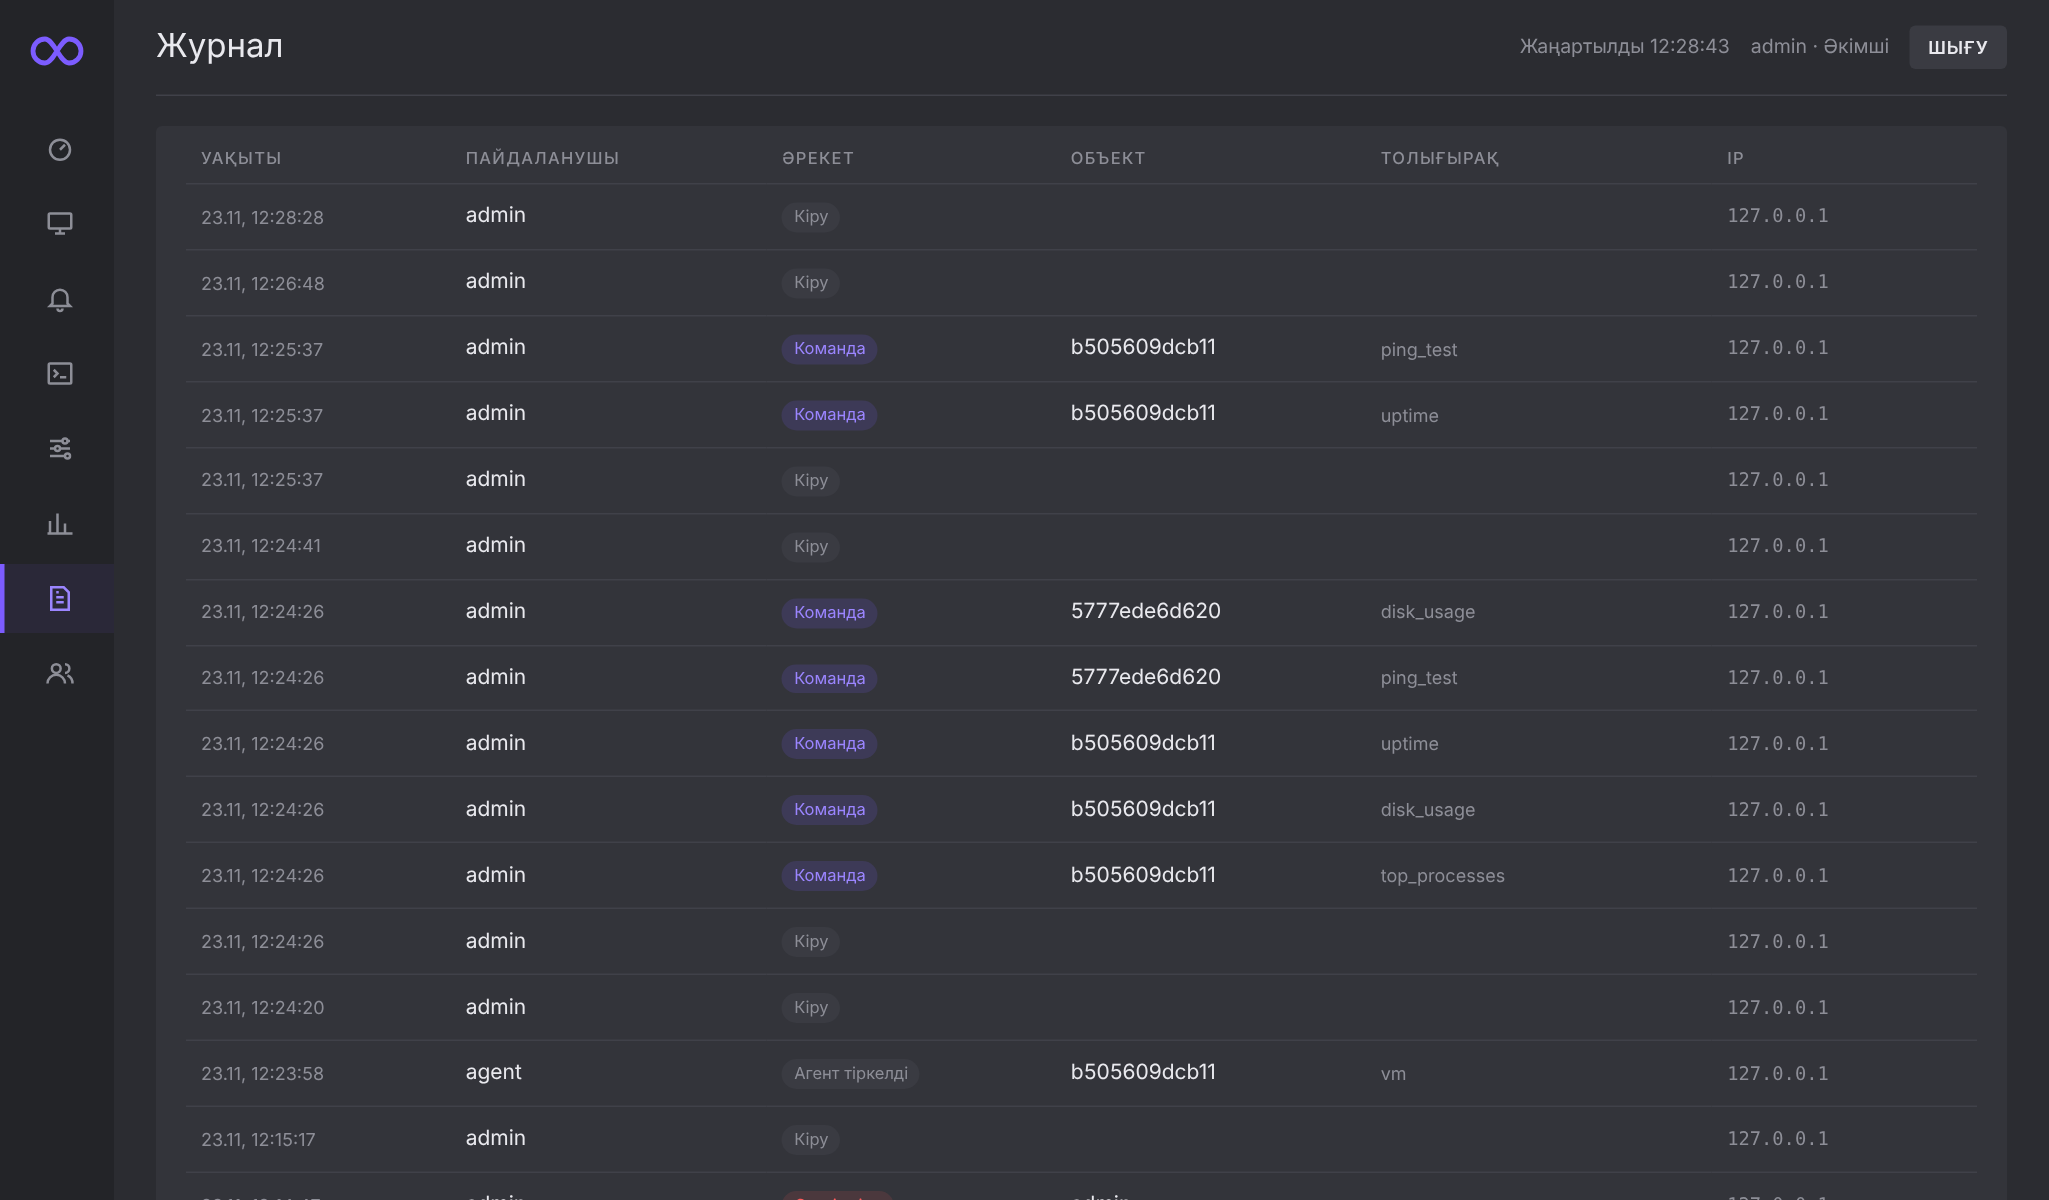 Журнал
Жаңартылды 12:28:43 admin · Әкімші ШЫҒУ
УАҚЫТЫ ПАЙДАЛАНУШЫ ӘРЕКЕТ ОБЪЕКТ ТОЛЫҒЫРАҚ IP
23.11, 12:28:28 admin Кіру 127.0.0.1
23.11, 12:26:48 admin Кіру 127.0.0.1
23.11, 12:25:37 admin Команда b505609dcb11 ping_test 127.0.0.1
23.11, 12:25:37 admin Команда b505609dcb11 uptime 127.0.0.1
23.11, 12:25:37 admin Кіру 127.0.0.1
23.11, 12:24:41 admin Кіру 127.0.0.1
23.11, 12:24:26 admin Команда 5777ede6d620 disk_usage 127.0.0.1
23.11, 12:24:26 admin Команда 5777ede6d620 ping_test 127.0.0.1
23.11, 12:24:26 admin Команда b505609dcb11 uptime 127.0.0.1
23.11, 12:24:26 admin Команда b505609dcb11 disk_usage 127.0.0.1
23.11, 12:24:26 admin Команда b505609dcb11 top_processes 127.0.0.1
23.11, 12:24:26 admin Кіру 127.0.0.1
23.11, 12:24:20 admin Кіру 127.0.0.1
23.11, 12:23:58 agent Агент тіркелді b505609dcb11 vm 127.0.0.1
23.11, 12:15:17 admin Кіру 127.0.0.1